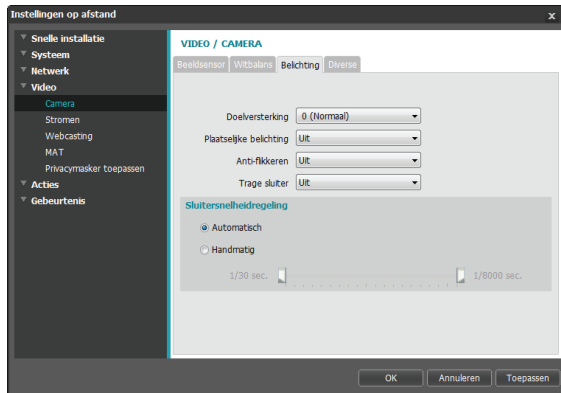 Instellingen op afstand
x
Snelle installatie
Systeem
Netwerk
Video
Camera
Stromen
Webcasting
MAT
Privacymasker toepassen
Acties
Gebeurtenis
VIDEO / CAMERA
Beeldsensor Witbalans Belichting Diverse
Doelversterking 0 (Normaal)
Plaatselijke belichting Uit
Anti-flikkeren Uit
Trage sluiter Uit
Sluitersnelheidregeling
Automatisch
Handmatig
1/30 sec. 1/8000 sec.
OK Annuleren Toepassen